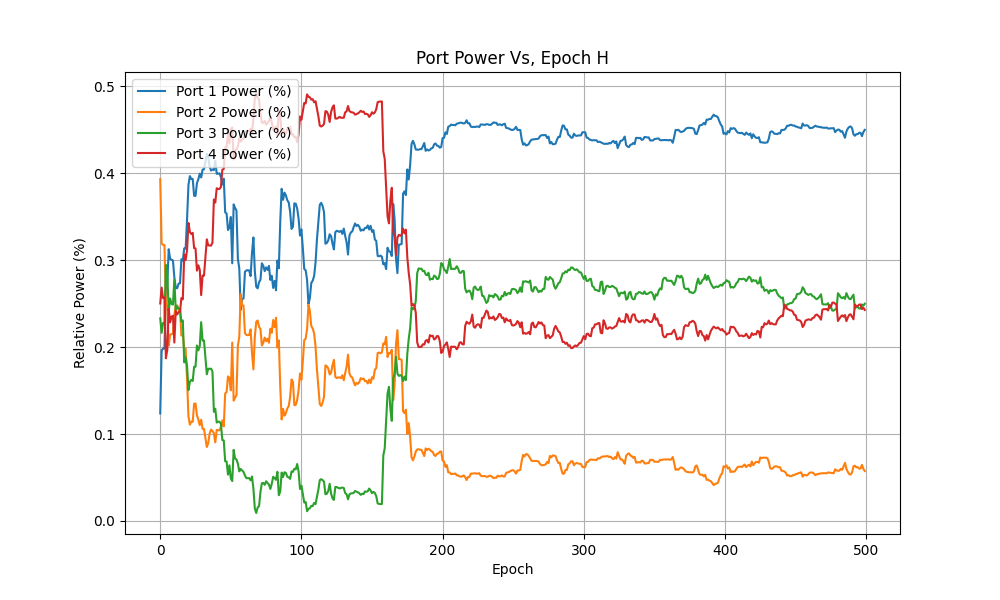 Port Power Vs, Epoch H
Port 1 Power (%)
Port 2 Power (%)
Port 3 Power (%)
Port 4 Power (%)
Relative Power (%)
0.5
0.4
0.3
0.2
0.1
0.0
0 100 200 300 400 500
Epoch